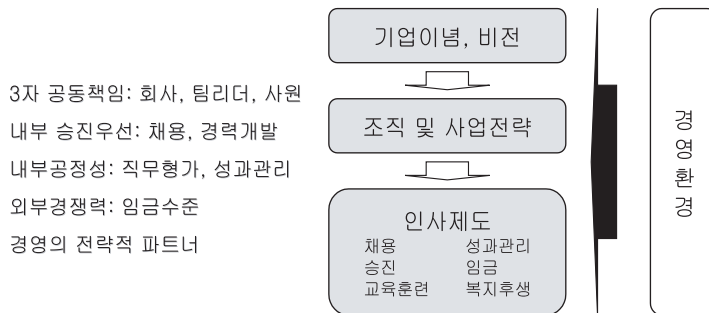 기업이념, 비전
3자 공동책임: 회사, 팀리더, 사원
내부 승진우선: 채용, 경력개발
내부공정성: 직무형가, 성과관리
외부경쟁력: 임금수준
경영의 전략적 파트너
조직 및 사업전략
인사제도
채용 성과관리
승진 임금
교육훈련 복지후생
경영환경